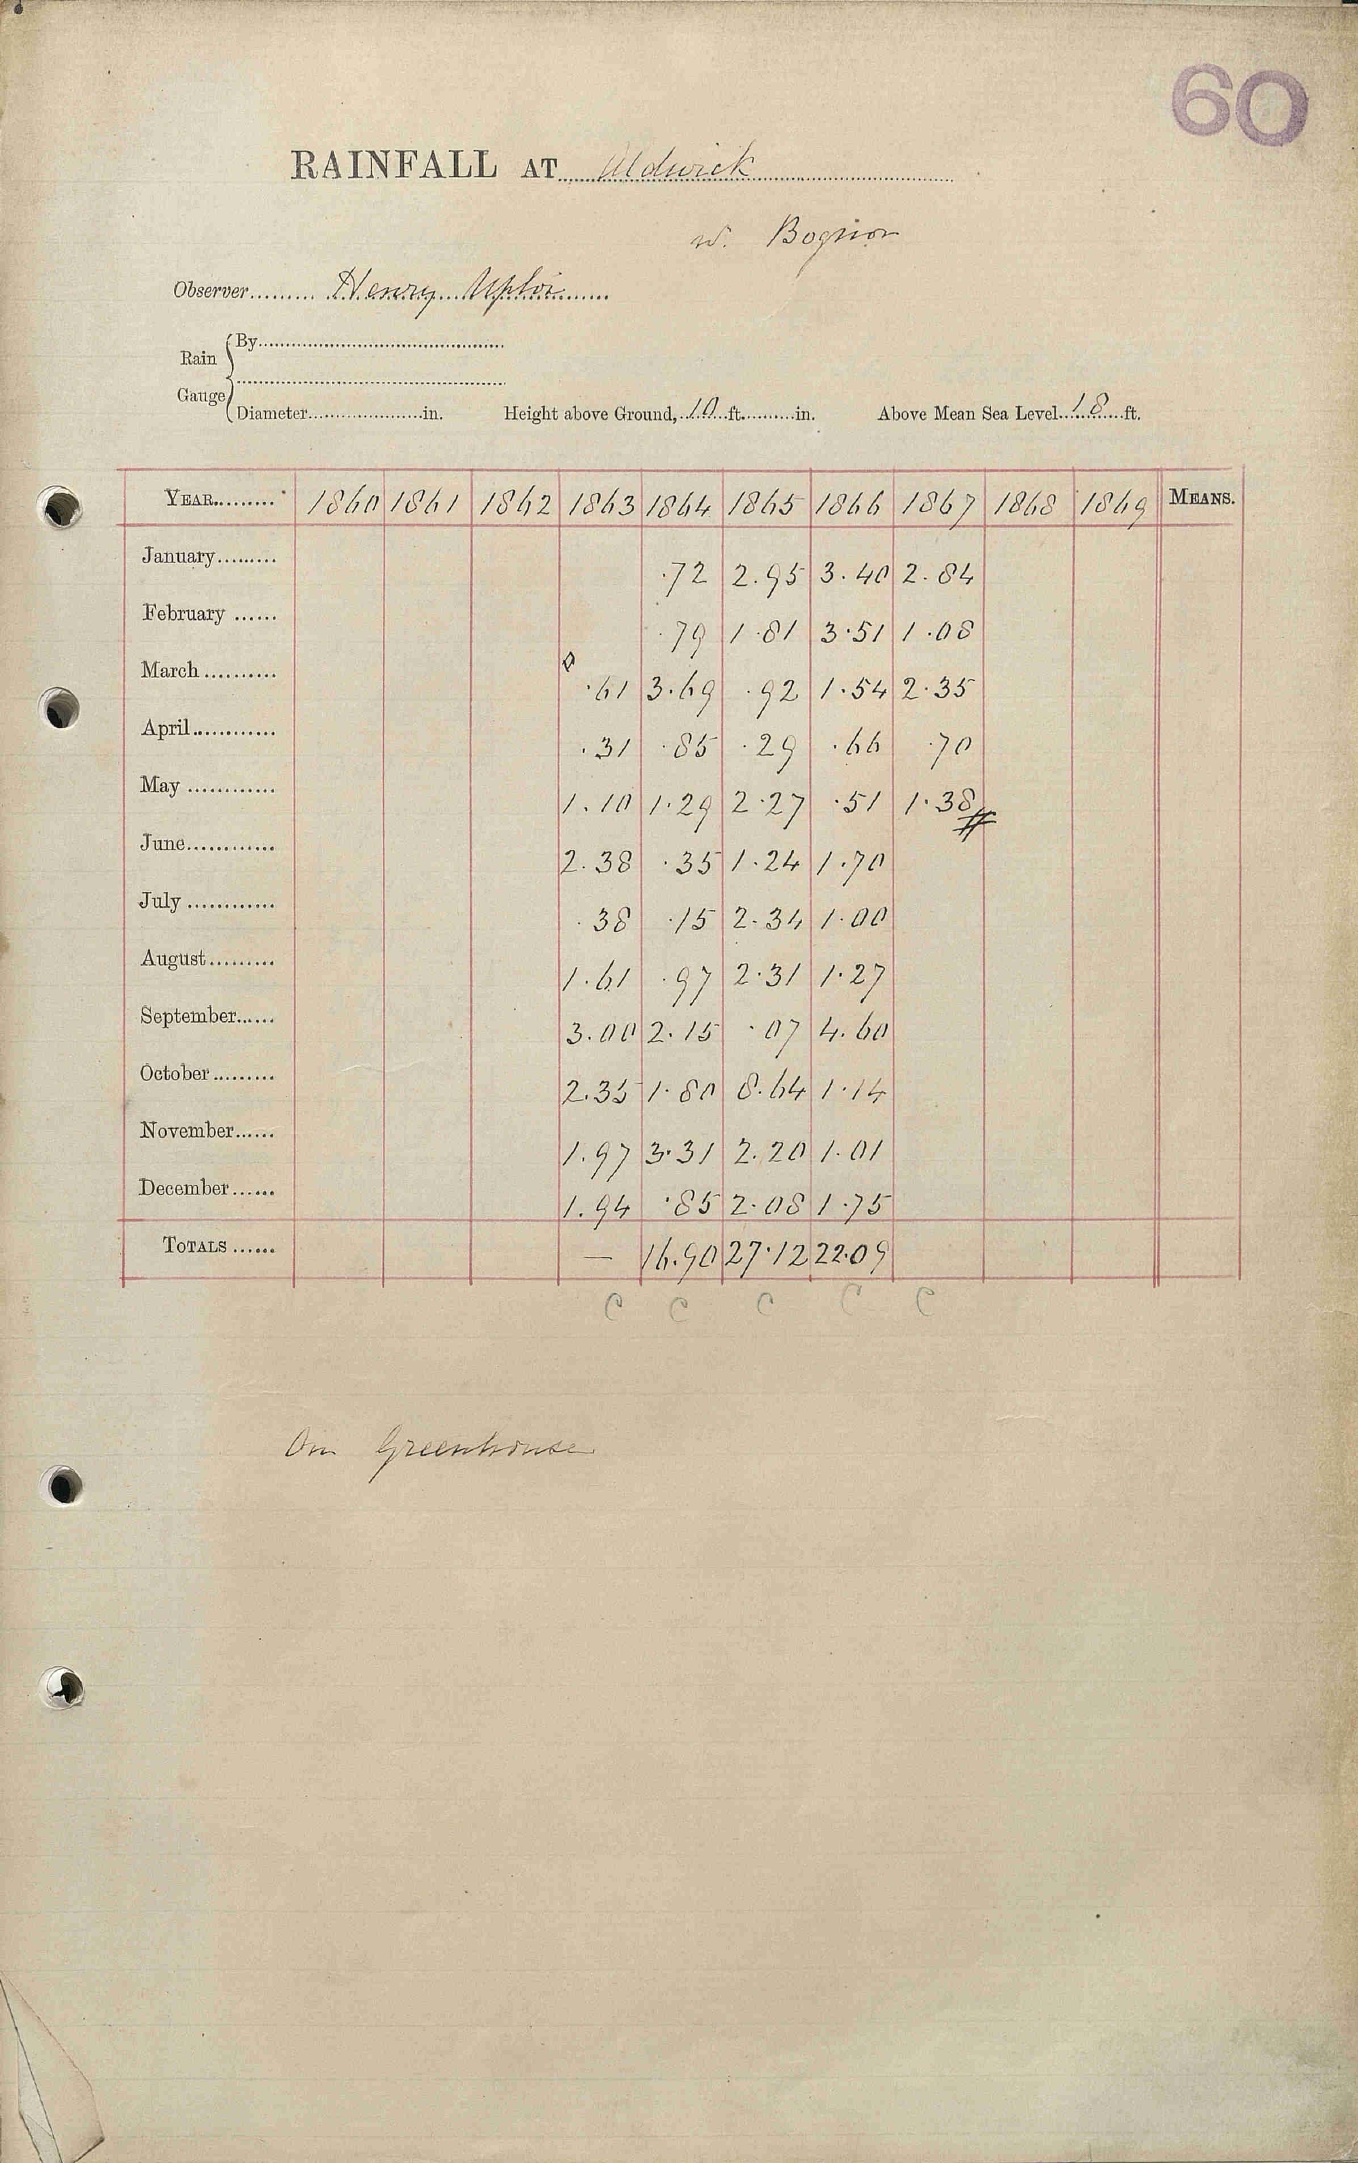 60
RAINFALL AT Aldwick
nr. Bognor
Observer Henry
Rain Gauge
By
Diameter in. Height above Ground, 10 ft. in. Above Mean Sea Level 18 ft.
YEAR 1860 1861 1862 1863 1864 1865 1866 1867 1868 1869 MEANS.
January .72 2.95 3.40 2.84
February .79 1.81 3.51 1.08
March .61 3.69 .92 1.54 2.35
April .31 .85 .29 .66 .70
May 1.10 1.29 2.27 .51 1.38
June 2.38 .35 1.24 1.70
July .38 .15 2.34 1.00
August 1.61 .97 2.31 1.27
September 3.00 2.15 .07 4.60
October 2.35 1.80 8.64 1.14
November 1.97 3.31 2.20 1.01
December 1.94 .85 2.08 1.75
TOTALS — 16.90 27.12 22.09
C C C C C
On Greenhouse